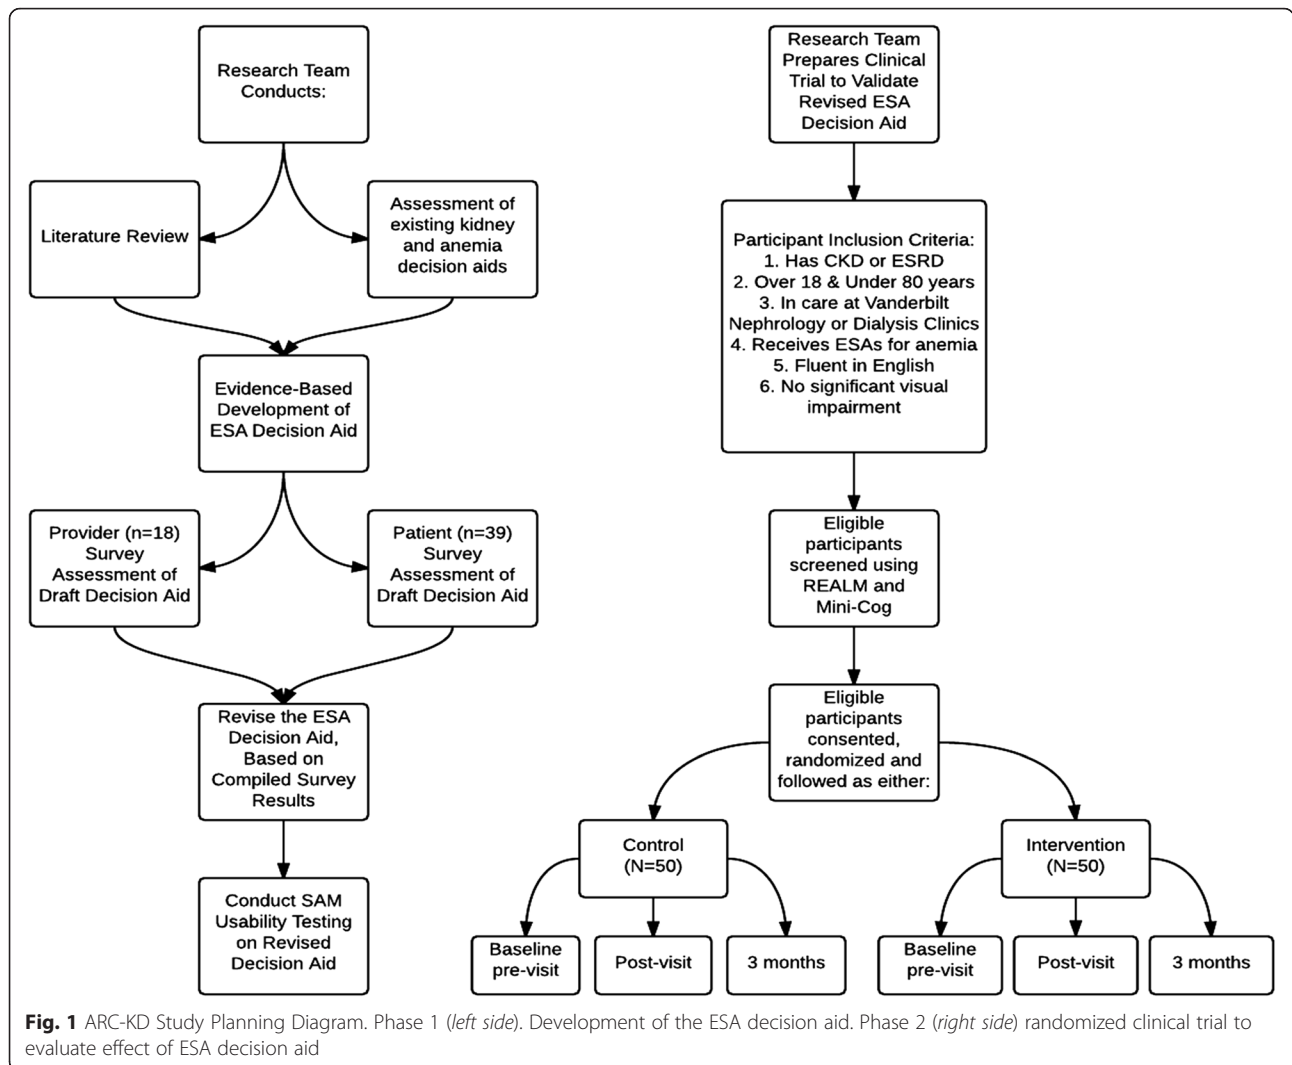 Research Team
Conducts:
Literature Review
Assessment of
existing kidney
and anemia
decision aids
Evidence-Based
Development of
ESA Decision Aid
Provider (n=18)
Survey
Assessment of
Draft Decision Aid
Patient (n=39)
Survey
Assessment of
Draft Decision Aid
Revise the ESA
Decision Aid,
Based on
Compiled Survey
Results
Conduct SAM
Usability Testing
on Revised
Decision Aid
Research Team
Prepares Clinical
Trial to Validate
Revised ESA
Decision Aid
Participant Inclusion Criteria:
1. Has CKD or ESRD
2. Over 18 & Under 80 years
3. In care at Vanderbilt
Nephrology or Dialysis Clinics
4. Receives ESAs for anemia
5. Fluent in English
6. No significant visual
impairment
Eligible
participants
screened using
REALM and
Mini-Cog
Eligible
participants
consented,
randomized and
followed as either:
Control
(N=50)
Baseline
pre-visit
Post-visit
3 months
Intervention
(N=50)
Baseline
pre-visit
Post-visit
3 months
Fig. 1 ARC-KD Study Planning Diagram. Phase 1 (left side). Development of the ESA decision aid. Phase 2 (right side) randomized clinical trial to
evaluate effect of ESA decision aid